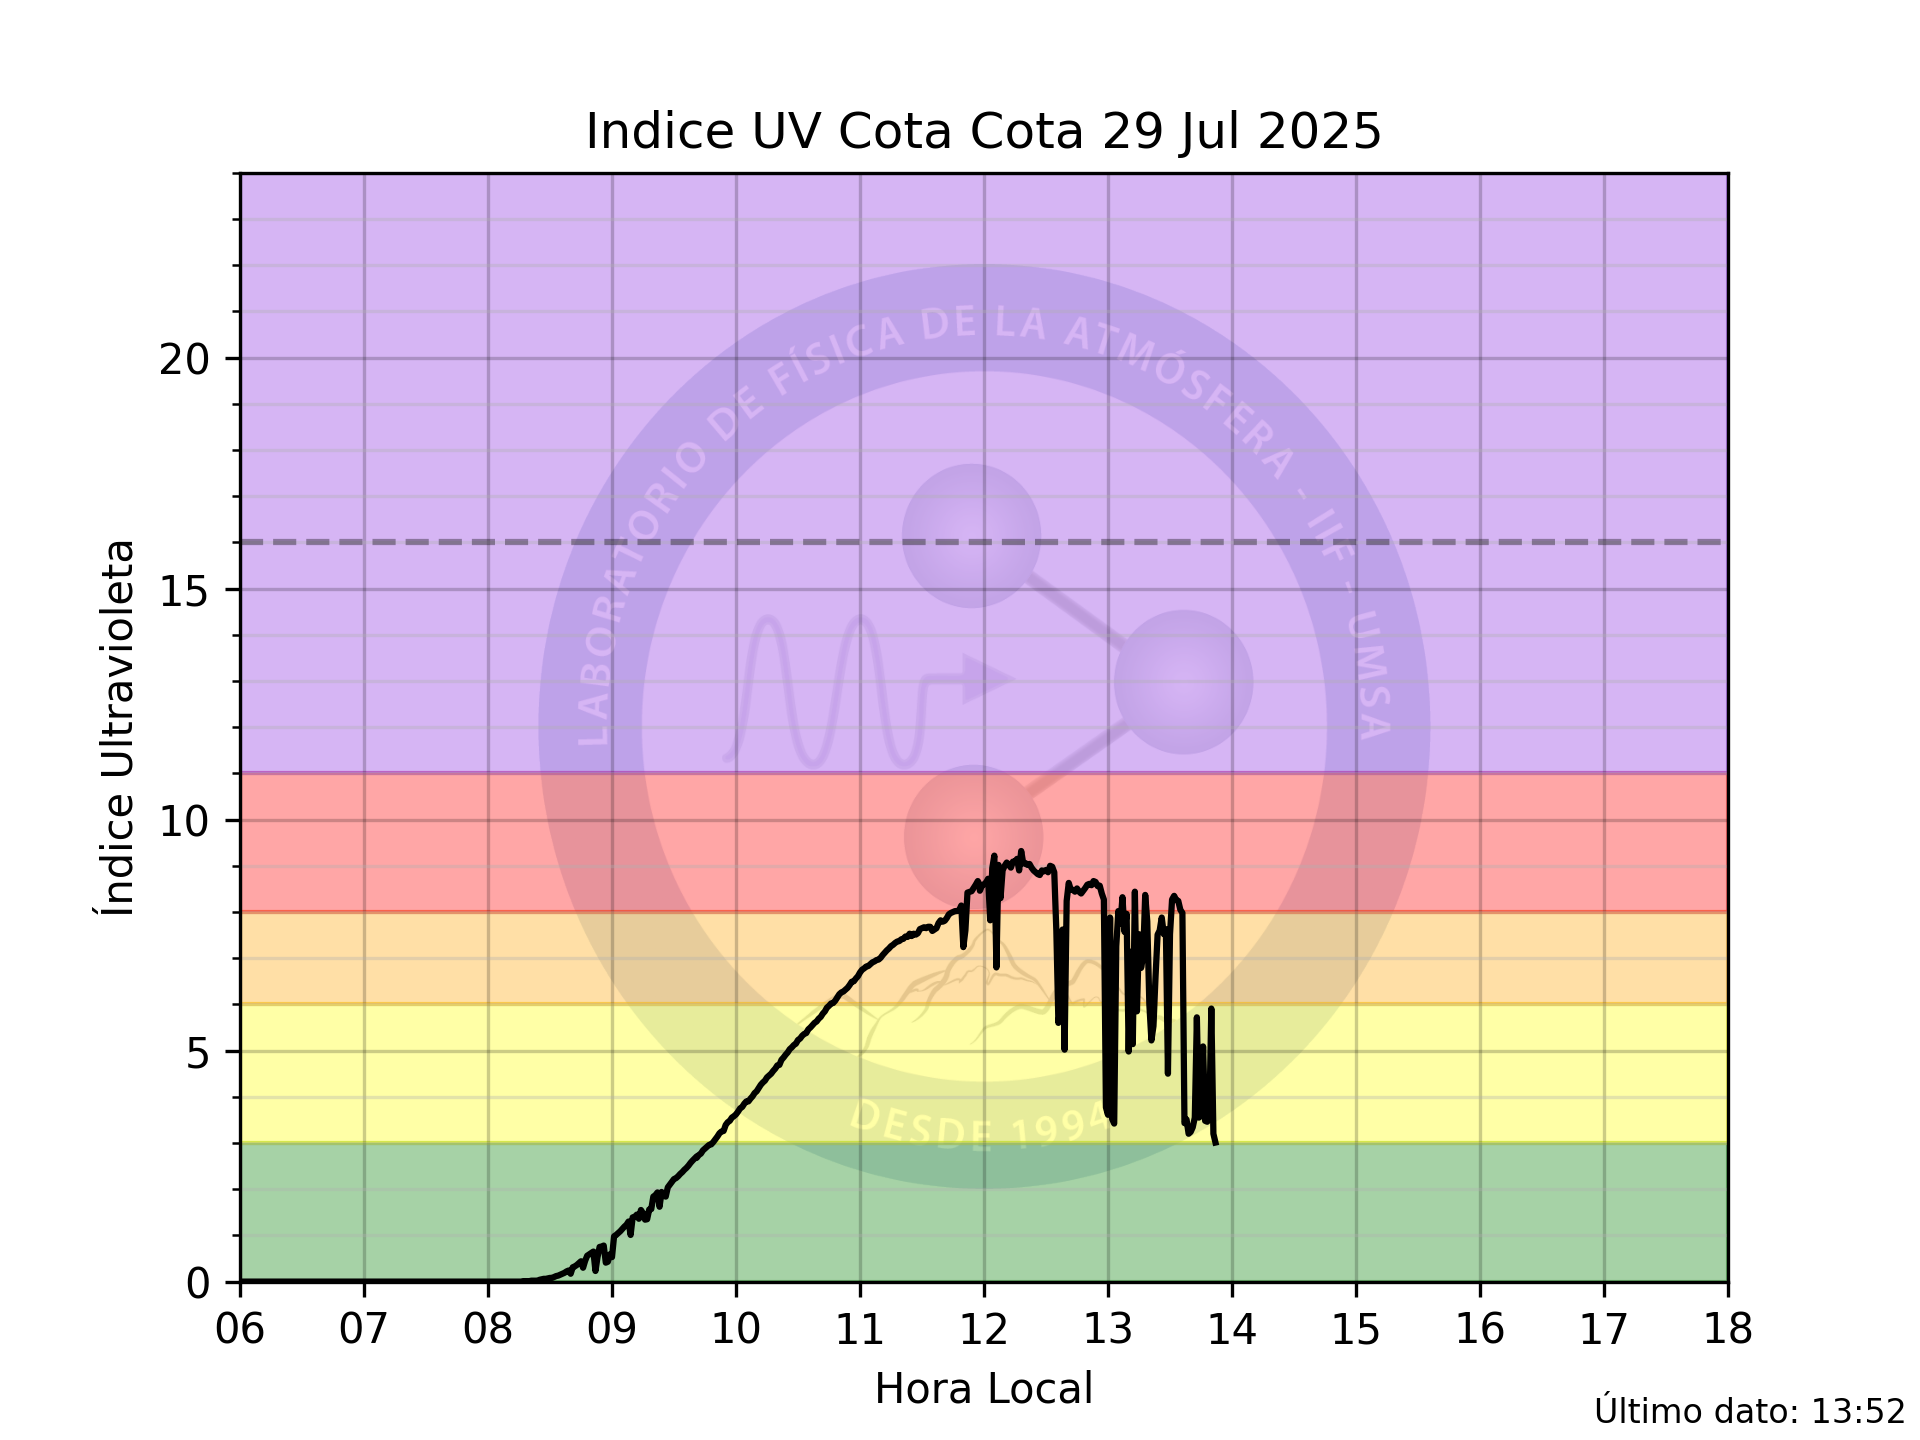 Indice UV Cota Cota 29 Jul 2025
Índice Ultravioleta
20
15
10
5
0
LABORATORIO DE FÍSICA DE LA ATMÓSFERA - IIF - UMSA
DESDE 1994
06 07 08 09 10 11 12 13 14 15 16 17 18
Hora Local
Último dato: 13:52